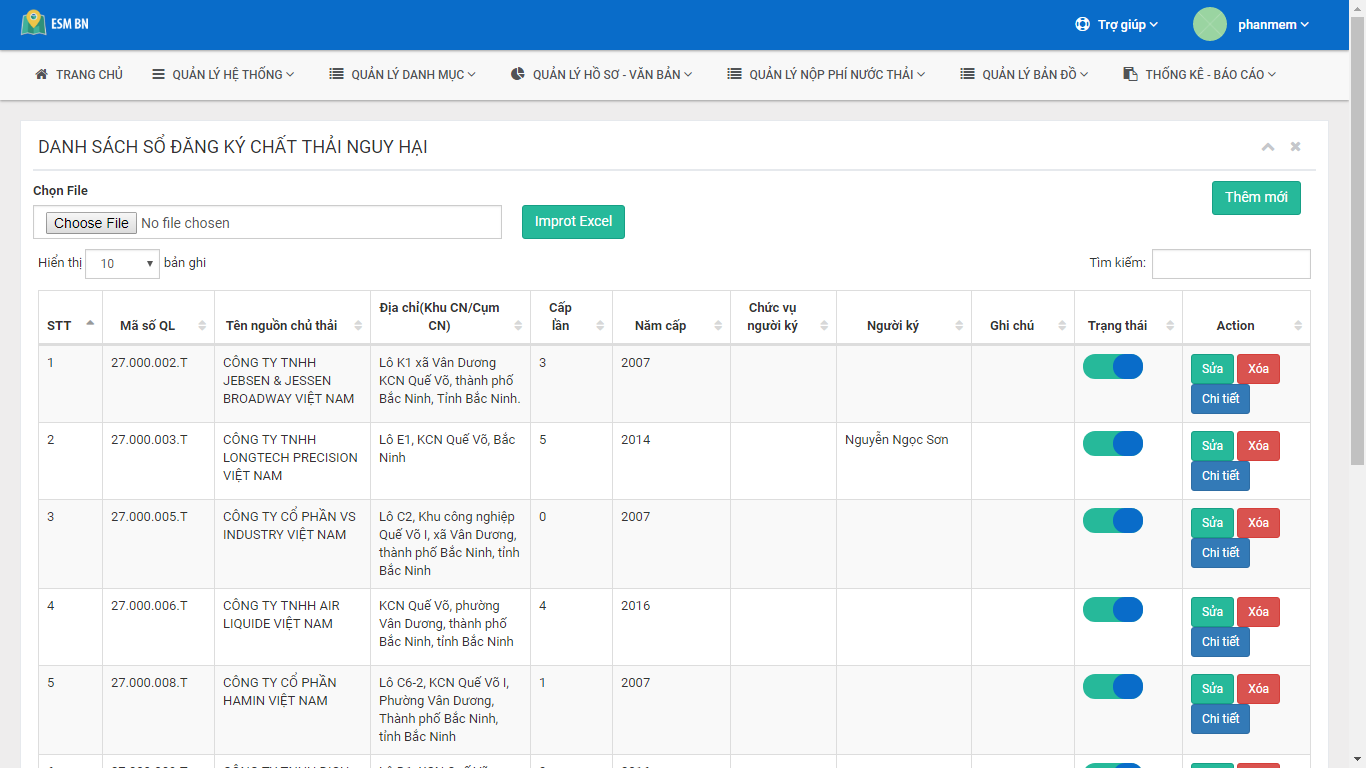 ESM BN
Trợ giúp
phanmem
TRANG CHỦ
QUẢN LÝ HỆ THỐNG
QUẢN LÝ DANH MỤC
QUẢN LÝ HỒ SƠ - VĂN BẢN
QUẢN LÝ NỘP PHÍ NƯỚC THẢI
QUẢN LÝ BẢN ĐỒ
THỐNG KÊ - BÁO CÁO
DANH SÁCH SỔ ĐĂNG KÝ CHẤT THẢI NGUY HẠI
Chọn File
Thêm mới
Choose File No file chosen
Improt Excel
Hiển thị 10 bản ghi
Tìm kiếm:
STT
Mã số QL
Tên nguồn chủ thải
Địa chỉ(Khu CN/Cụm
CN)
Cấp
lần
Năm cấp
Chức vụ
người ký
Người ký
Ghi chú
Trạng thái
Action
1
27.000.002.T
CÔNG TY TNHH
JEBSEN & JESSEN
BROADWAY VIỆT NAM
Lô K1 xã Vân Dương
KCN Quế Võ, thành phố
Bắc Ninh, Tỉnh Bắc Ninh.
3
2007
Sửa
Xóa
Chi tiết
2
27.000.003.T
CÔNG TY TNHH
LONGTECH PRECISION
VIỆT NAM
Lô E1, KCN Quế Võ, Bắc
Ninh
5
2014
Nguyễn Ngọc Sơn
Sửa
Xóa
Chi tiết
3
27.000.005.T
CÔNG TY CỔ PHẦN VS
INDUSTRY VIỆT NAM
Lô C2, Khu công nghiệp
Quế Võ I, xã Vân Dương,
thành phố Bắc Ninh, tỉnh
Bắc Ninh
0
2007
Sửa
Xóa
Chi tiết
4
27.000.006.T
CÔNG TY TNHH AIR
LIQUIDE VIỆT NAM
KCN Quế Võ, phường
Vân Dương, thành phố
Bắc Ninh, tỉnh Bắc Ninh
4
2016
Sửa
Xóa
Chi tiết
5
27.000.008.T
CÔNG TY CỔ PHẦN
HAMIN VIỆT NAM
Lô C6-2, KCN Quế Võ I,
Phường Vân Dương,
Thành phố Bắc Ninh,
tỉnh Bắc Ninh
1
2007
Sửa
Xóa
Chi tiết